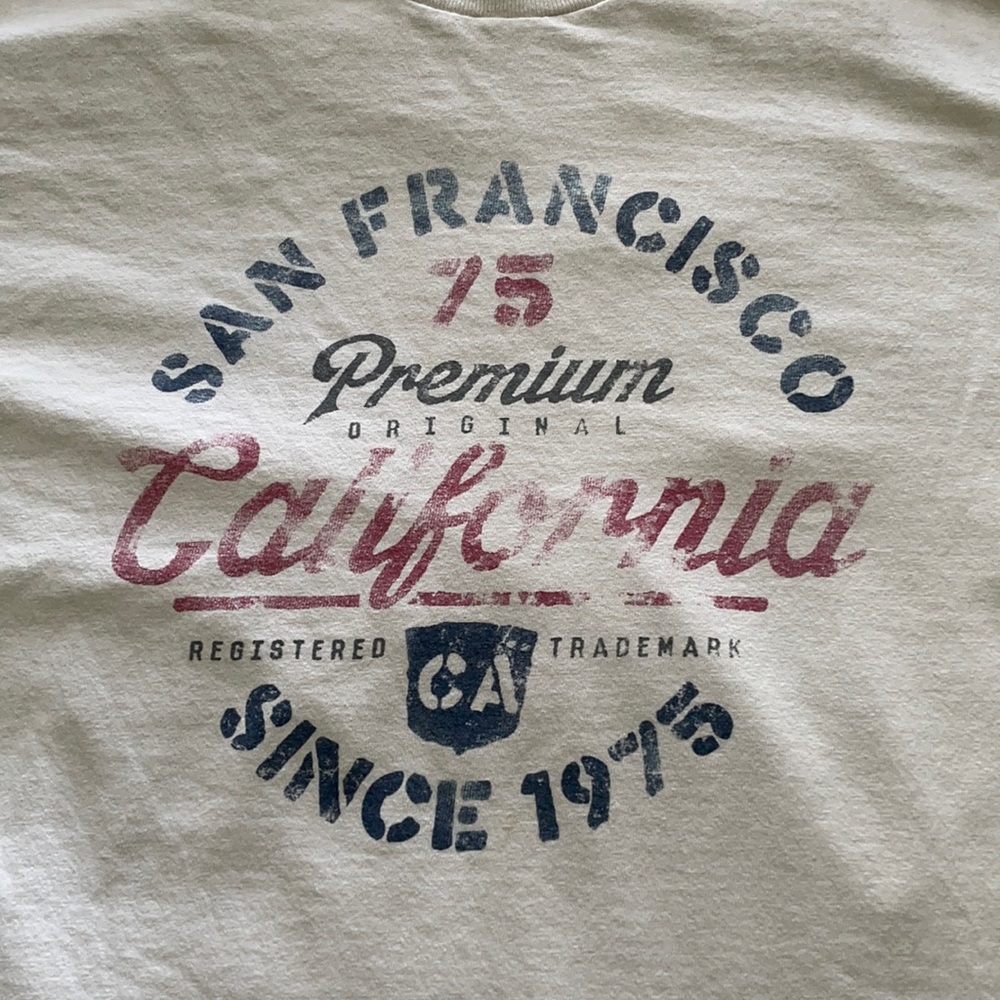 SAN FRANCISCO
75
Premium
ORIGINAL
California
REGISTERED CA TRADEMARK
SINCE 1975